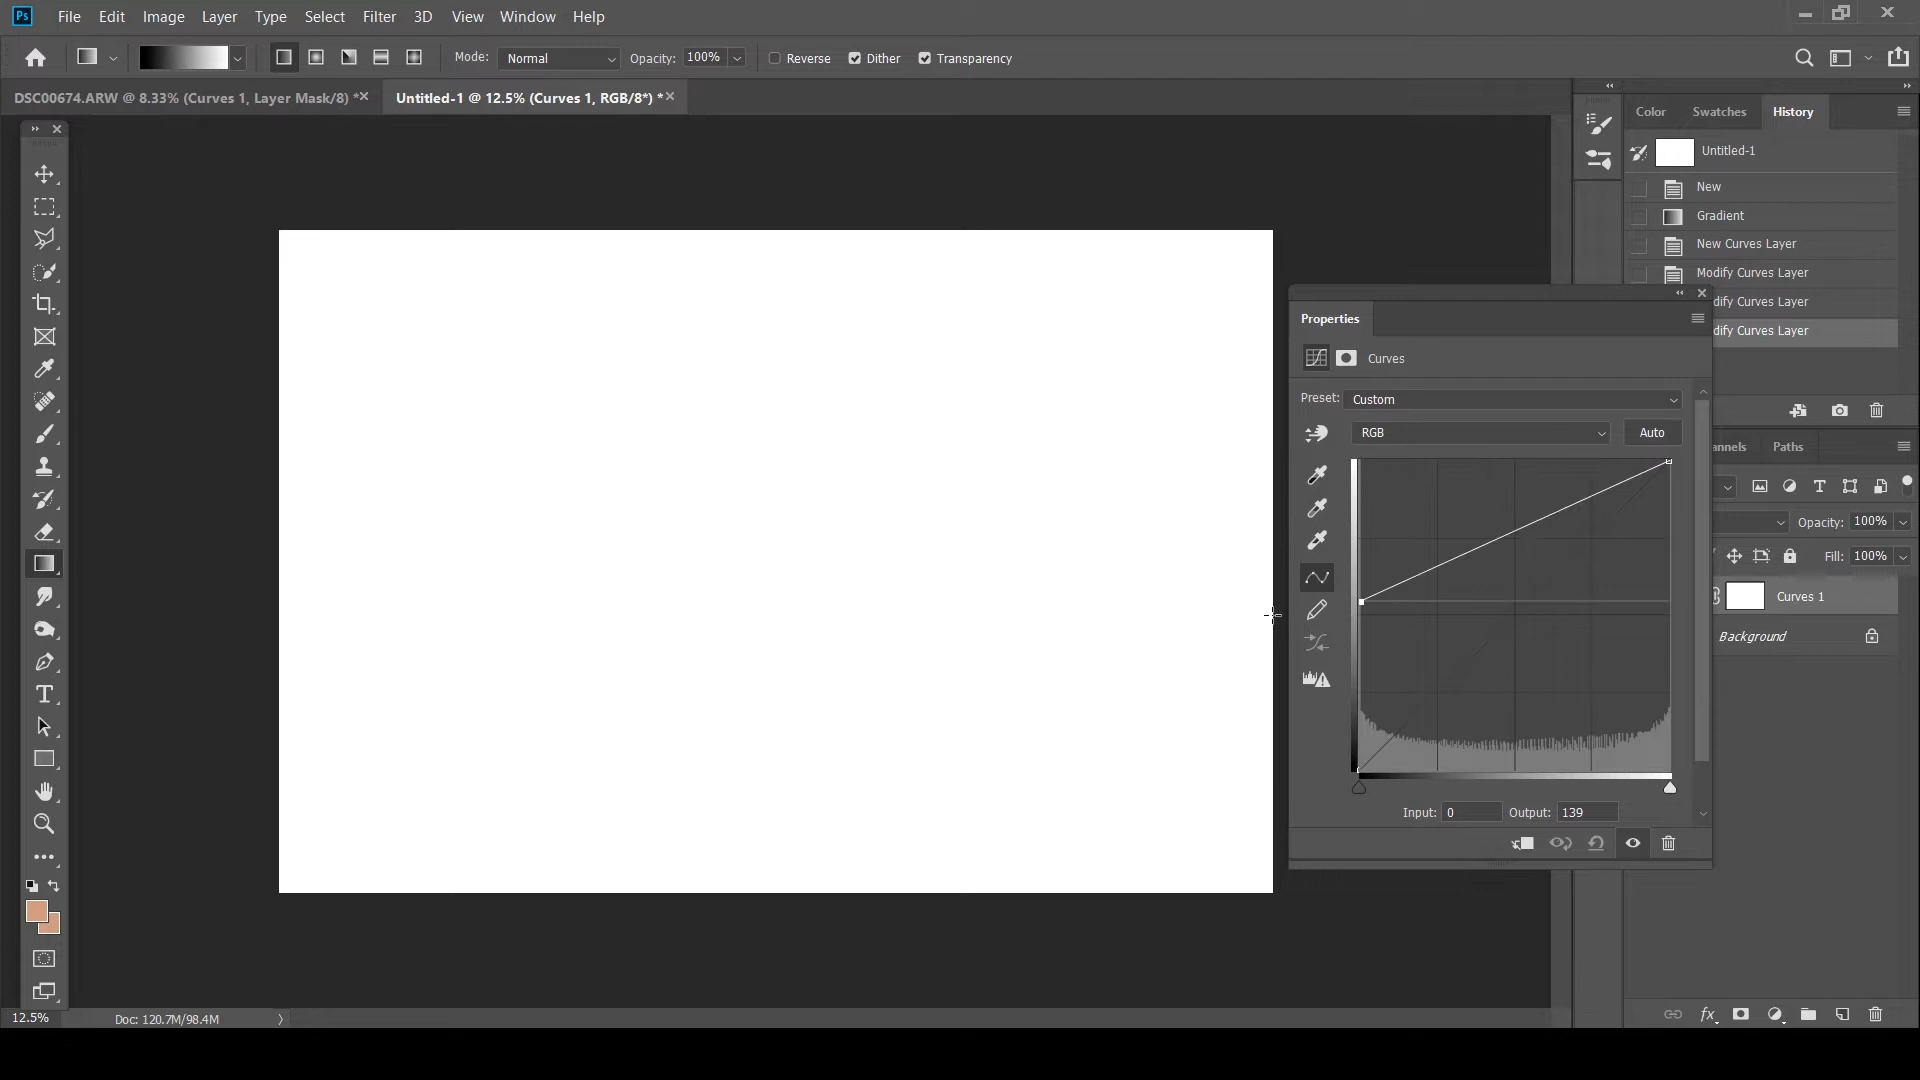 Ps File Edit Image Layer Type Select Filter 3D View Window Help
Mode: Normal Opacity: 100% Reverse Dither Transparency
DSC00674.ARW @ 8.33% (Curves 1, Layer Mask/8) * Untitled-1 @ 12.5% (Curves 1, RGB/8*) *
Color Swatches History
Untitled-1
New
Gradient
New Curves Layer
Modify Curves Layer
dify Curves Layer
dify Curves Layer
Properties
Curves
Preset: Custom
RGB Auto
Input: 0 Output: 139
annels Paths
Opacity: 100%
Fill: 100%
Curves 1
Background
fx
T
12.5% Doc: 120.7M/98.4M